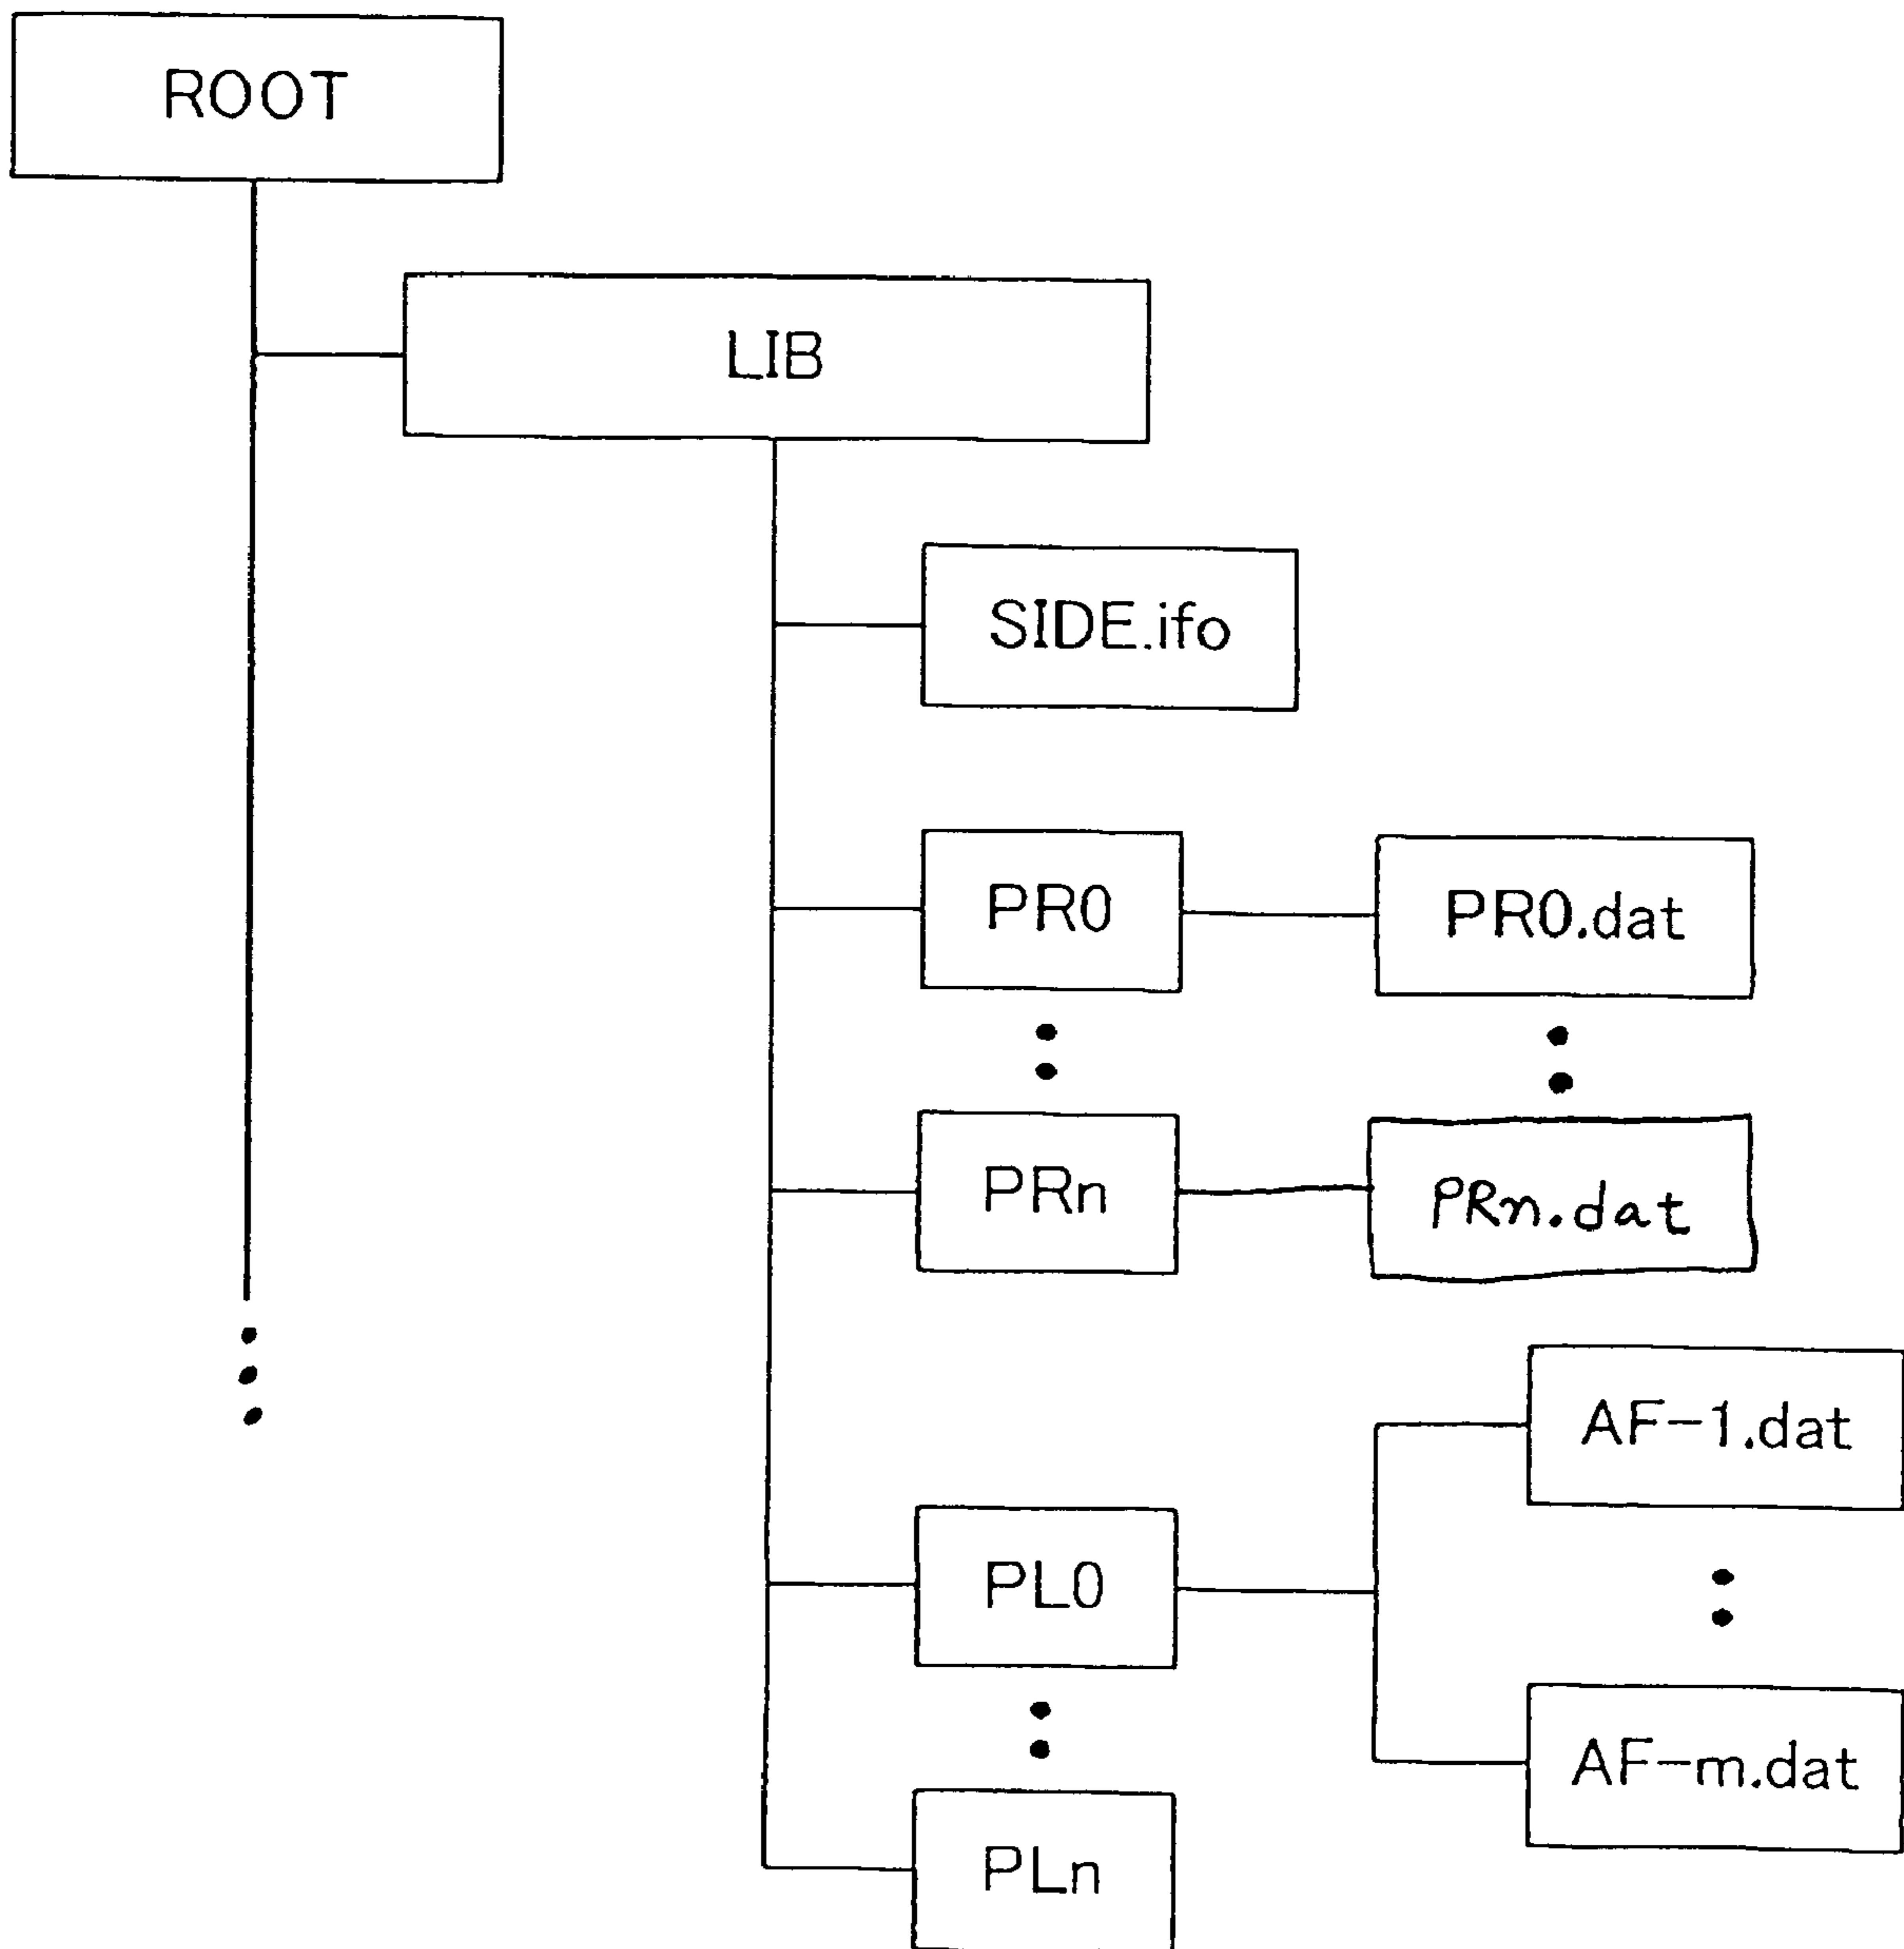 ROOT
LIB
SIDE.ifo
PR0
PR0.dat
PRn
PRn.dat
AF-1.dat
PL0
AF-m.dat
PLn